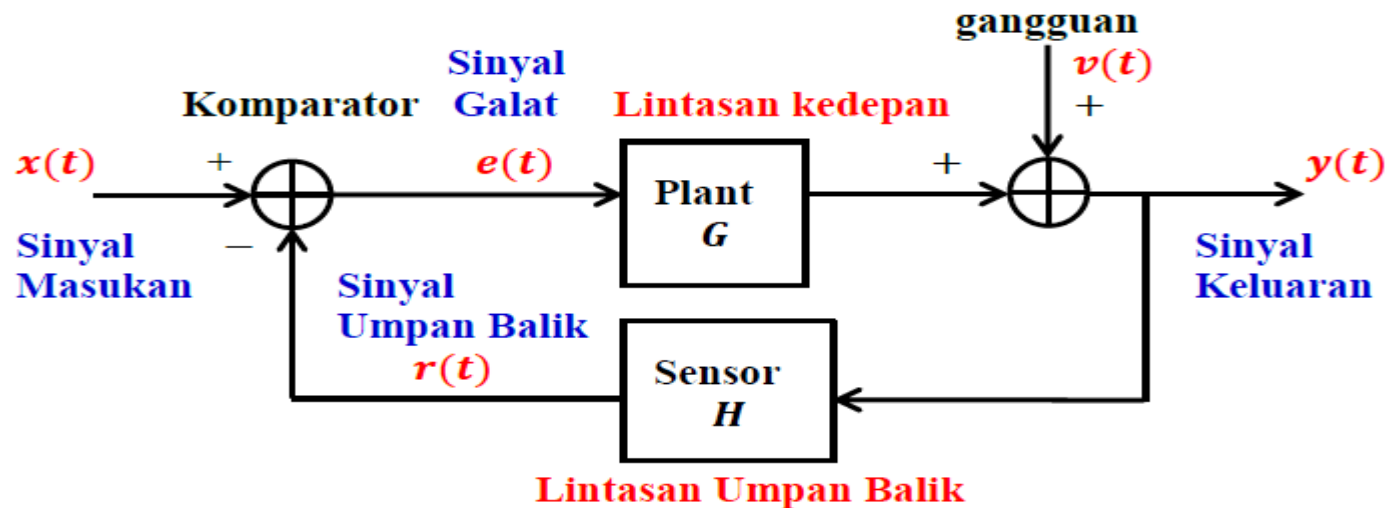 gangguan
v(t)
+
Sinyal
Galat
Komparator
Lintasan kedepan
x(t)
+
e(t)
Plant
G
+
y(t)
−
Sinyal
Masukan
Sinyal
Umpan Balik
r(t)
Sensor
H
Sinyal
Keluaran
Lintasan Umpan Balik